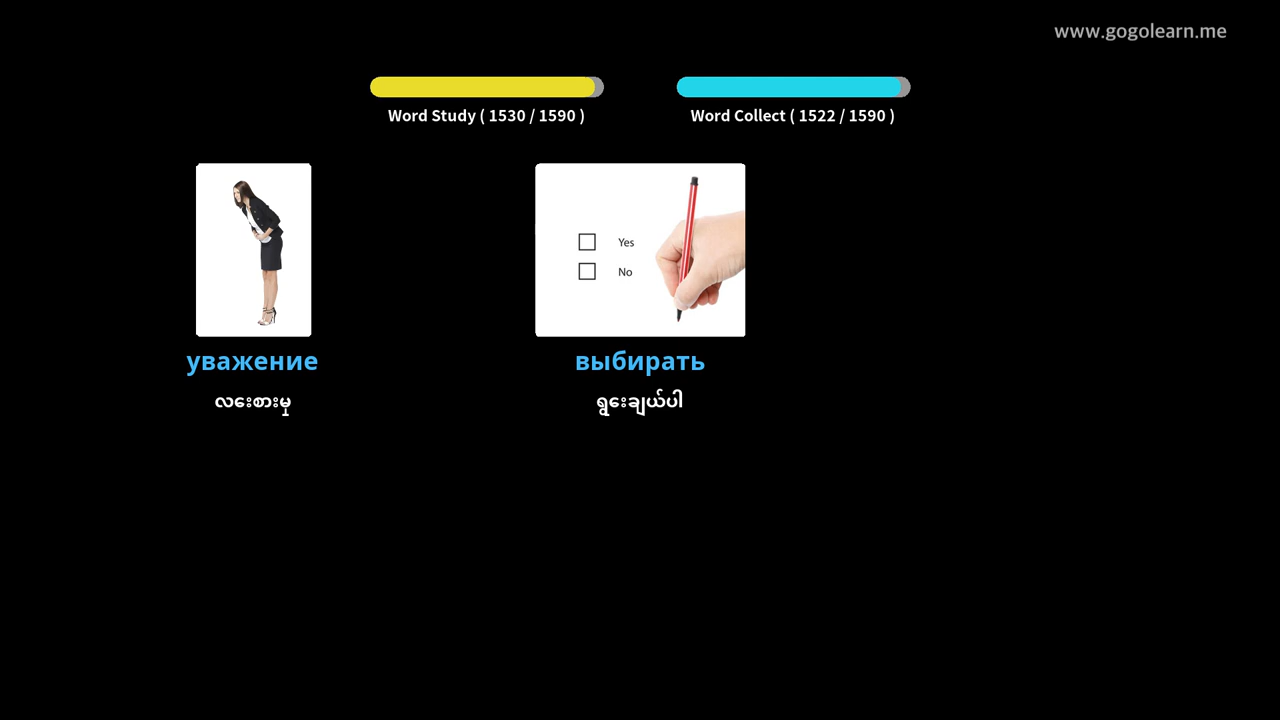 www.gogolearn.me
Word Study ( 1530 / 1590 )
Word Collect ( 1522 / 1590 )
Yes
No
уважение
выбирать
လေးစားမှု
ရွေးချယ်ပါ